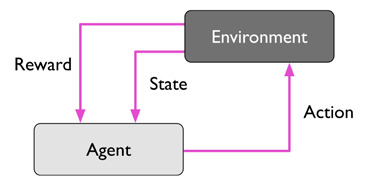 Environment
Reward
State
Action
Agent